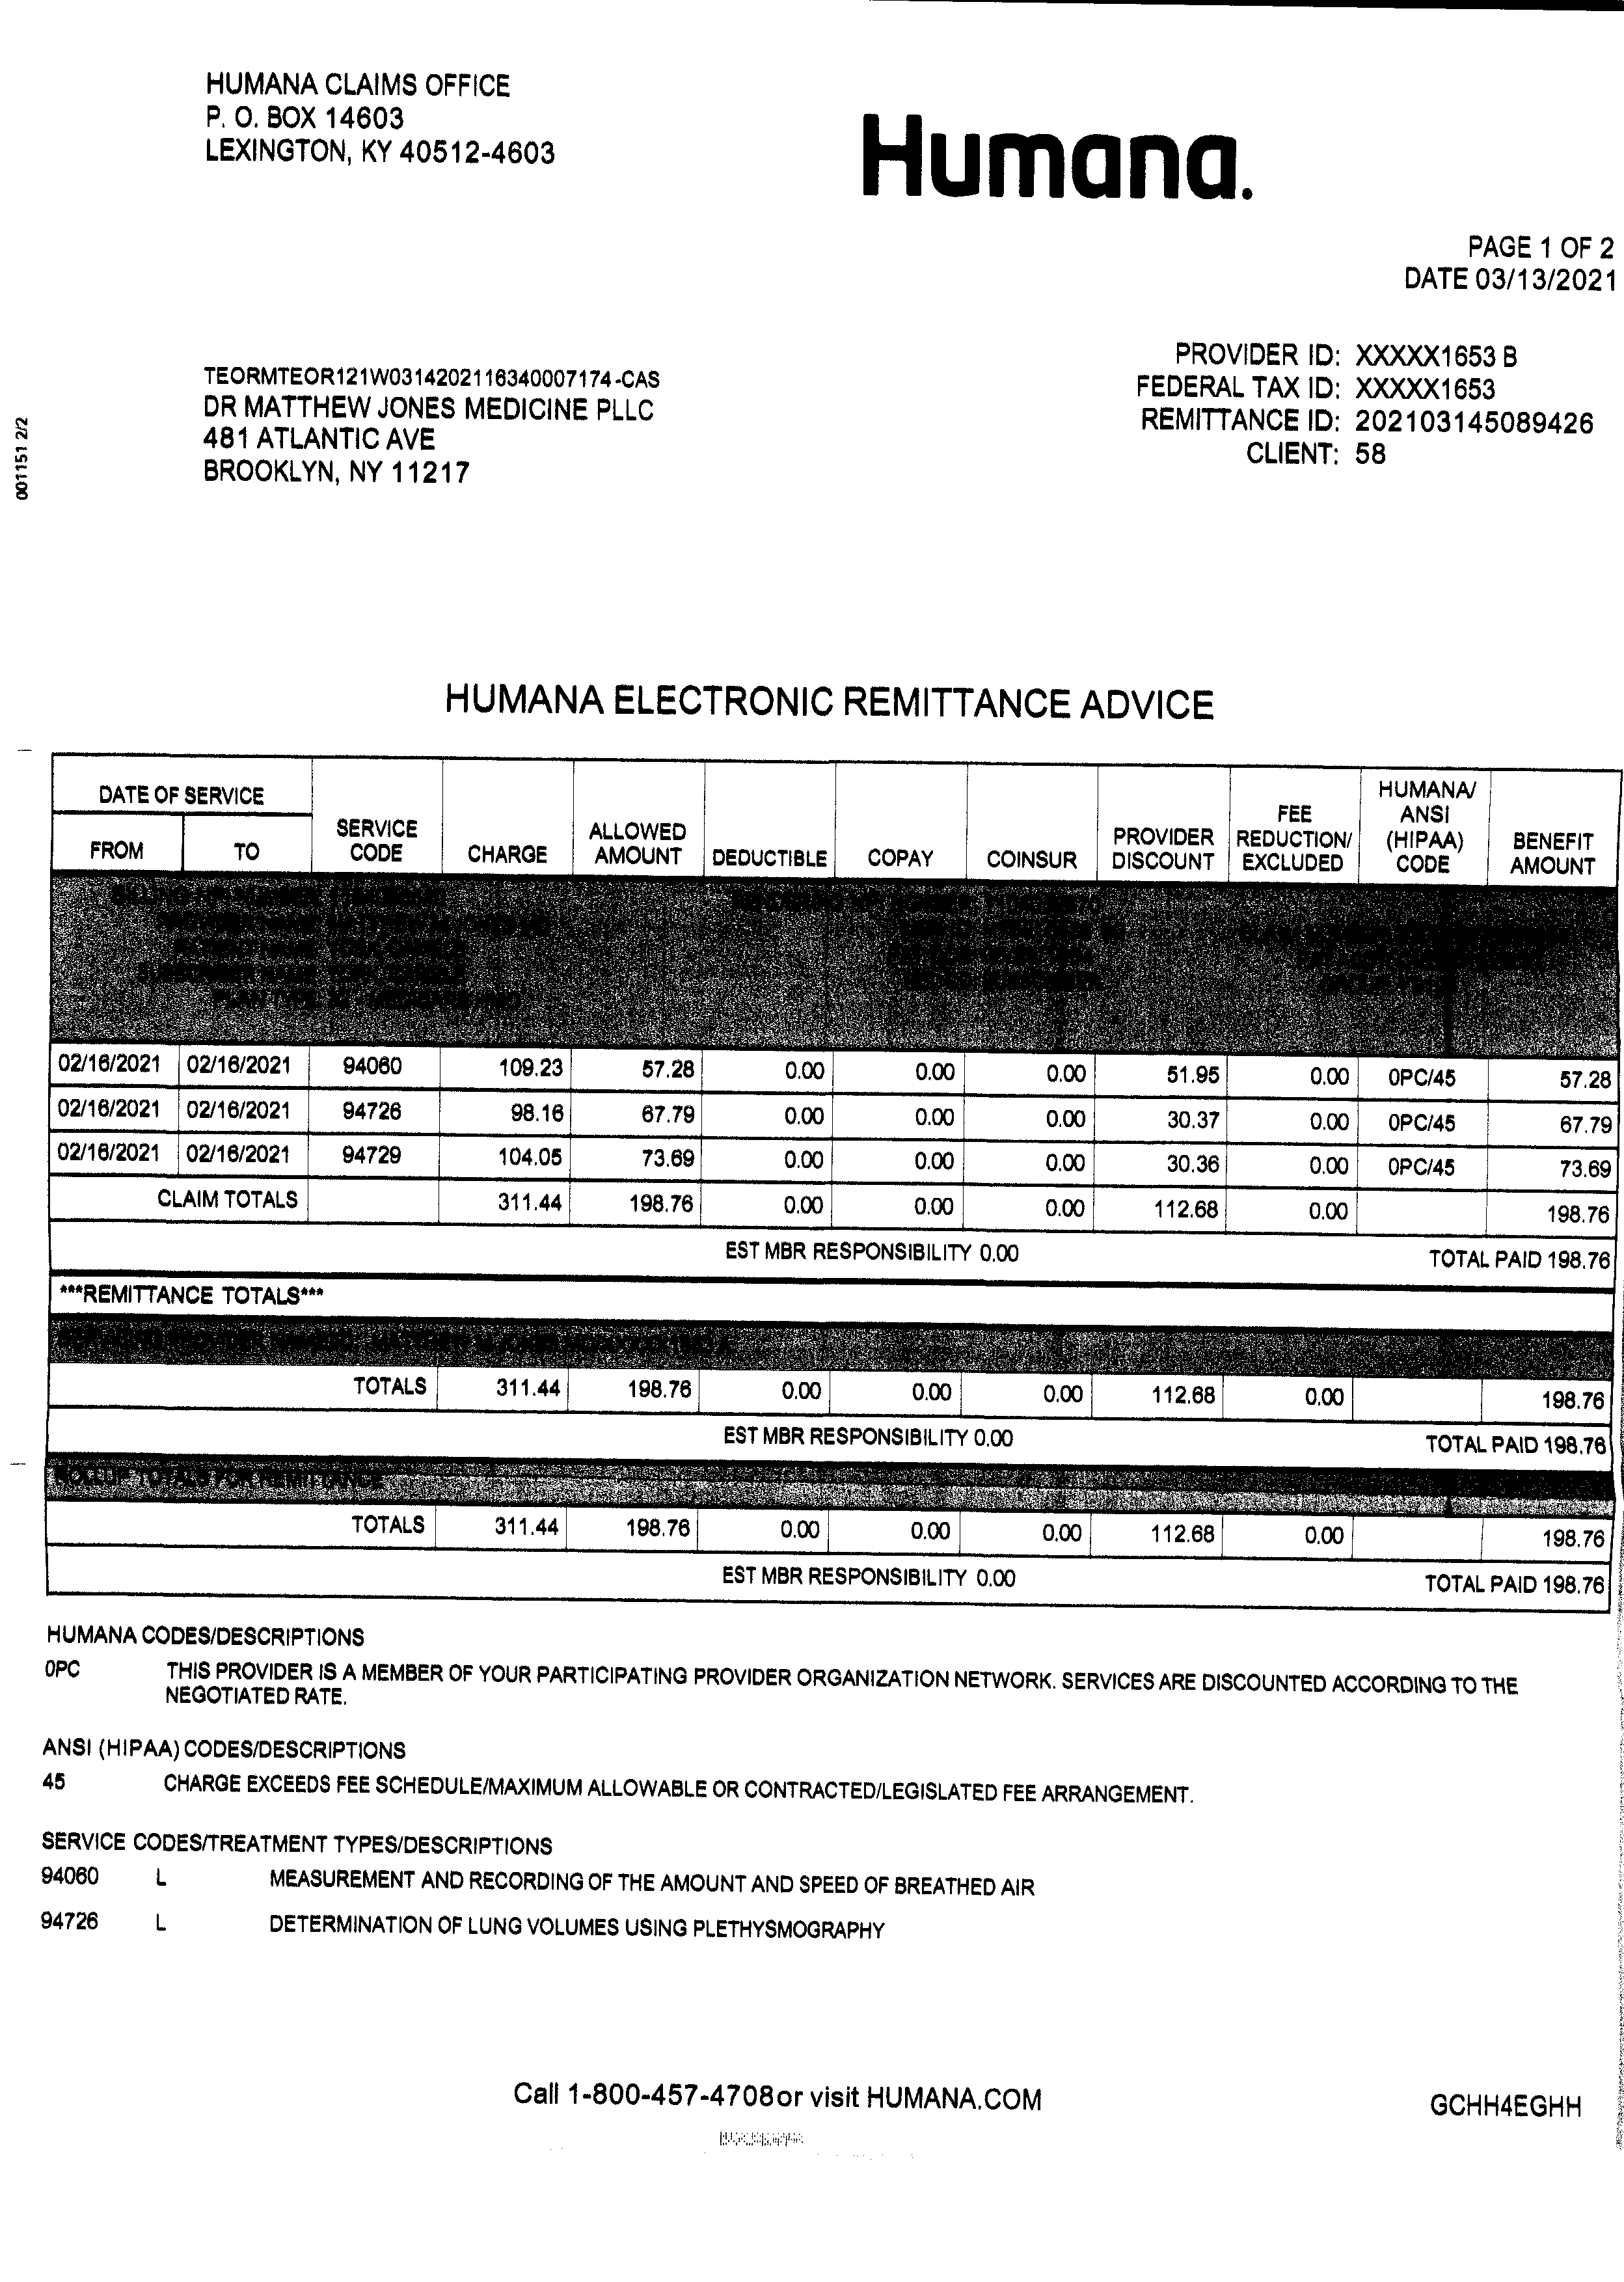 HUMANA CLAIMS OFFICE
P. O. BOX 14603
LEXINGTON, KY 40512-4603
Humana.
PAGE 1 OF 2
DATE 03/13/2021
PROVIDER ID: XXXXX1653 B
FEDERAL TAX ID: XXXXX1653
REMITTANCE ID: 202103145089426
CLIENT: 58
001151 2/2
TEORMTEOR121W0314202116340007174-CAS
DR MATTHEW JONES MEDICINE PLLC
481 ATLANTIC AVE
BROOKLYN, NY 11217
HUMANA ELECTRONIC REMITTANCE ADVICE
DATE OF SERVICE FROM TO SERVICE CODE CHARGE ALLOWED AMOUNT DEDUCTIBLE COPAY COINSUR PROVIDER DISCOUNT FEE REDUCTION/ EXCLUDED HUMANA/ ANSI (HIPAA) CODE BENEFIT AMOUNT
02/16/2021 02/16/2021 94060 109.23 57.28 0.00 0.00 0.00 51.95 0.00 0PC/45 57.28
02/16/2021 02/16/2021 94726 98.16 67.79 0.00 0.00 0.00 30.37 0.00 0PC/45 67.79
02/16/2021 02/16/2021 94729 104.05 73.69 0.00 0.00 0.00 30.36 0.00 0PC/45 73.69
CLAIM TOTALS 311.44 198.76 0.00 0.00 0.00 112.68 0.00 198.76
EST MBR RESPONSIBILITY 0.00 TOTAL PAID 198.76
***REMITTANCE TOTALS***
TOTALS 311.44 198.76 0.00 0.00 0.00 112.68 0.00 198.76
EST MBR RESPONSIBILITY 0.00 TOTAL PAID 198.76
ROLLUP TOTALS FOR REMITTANCE
TOTALS 311.44 198.76 0.00 0.00 0.00 112.68 0.00 198.76
EST MBR RESPONSIBILITY 0.00 TOTAL PAID 198.76
HUMANA CODES/DESCRIPTIONS
0PC THIS PROVIDER IS A MEMBER OF YOUR PARTICIPATING PROVIDER ORGANIZATION NETWORK. SERVICES ARE DISCOUNTED ACCORDING TO THE
NEGOTIATED RATE.
ANSI (HIPAA) CODES/DESCRIPTIONS
45 CHARGE EXCEEDS FEE SCHEDULE/MAXIMUM ALLOWABLE OR CONTRACTED/LEGISLATED FEE ARRANGEMENT.
SERVICE CODES/TREATMENT TYPES/DESCRIPTIONS
94060 L MEASUREMENT AND RECORDING OF THE AMOUNT AND SPEED OF BREATHED AIR
94726 L DETERMINATION OF LUNG VOLUMES USING PLETHYSMOGRAPHY
Call 1-800-457-4708or visit HUMANA.COM
GCHH4EGHH